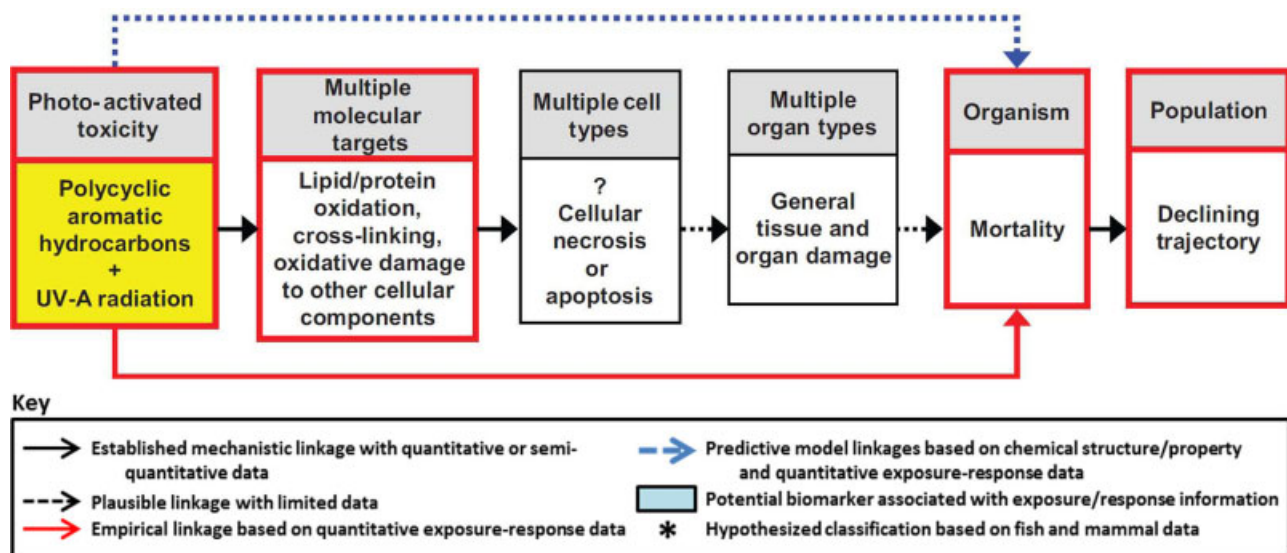 Photo-activated
toxicity
Polycyclic
aromatic
hydrocarbons
+
UV-A radiation
Multiple
molecular
targets
Lipid/protein
oxidation,
cross-linking,
oxidative damage
to other cellular
components
Multiple cell
types
?
Cellular
necrosis
or
apoptosis
Multiple
organ types
General
tissue and
organ damage
Organism
Mortality
Population
Declining
trajectory
Key
Established mechanistic linkage with quantitative or semi-
quantitative data
Plausible linkage with limited data
Empirical linkage based on quantitative exposure-response data
Predictive model linkages based on chemical structure/property
and quantitative exposure-response data
Potential biomarker associated with exposure/response information
* Hypothesized classification based on fish and mammal data